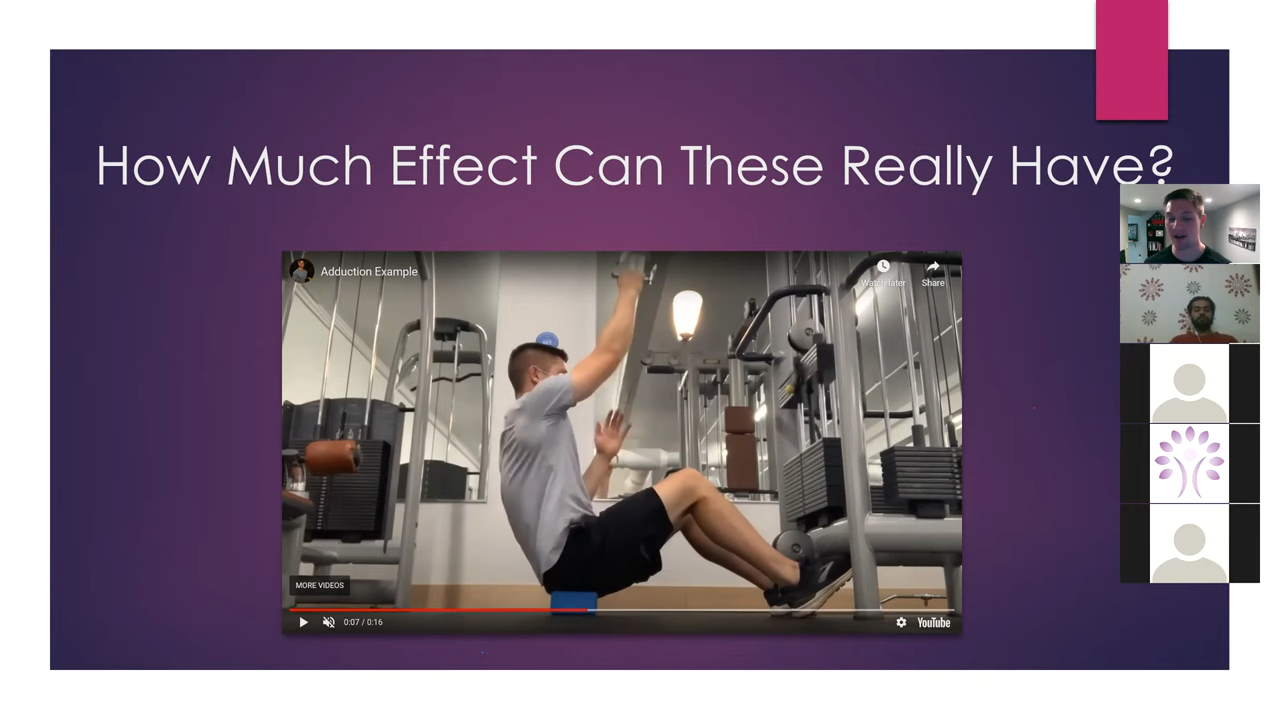 How Much Effect Can These Really Have?
Adduction Example
Watch later
Share
MORE VIDEOS
0:07 / 0:16
YouTube